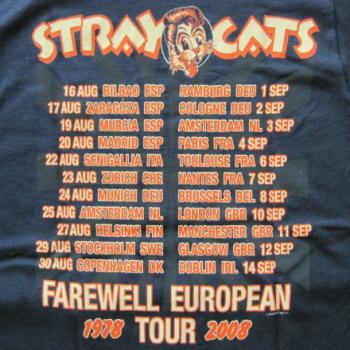 STRAY CATS
16 AUG BILBAO ESP HAMBURG DEU 1 SEP
17 AUG ZARAGOZA ESP COLOGNE DEU 2 SEP
19 AUG MURCIA ESP AMSTERDAM NL 3 SEP
20 AUG MADRID ESP PARIS FRA 4 SEP
22 AUG SENIGALLIA ITA TOULOUSE FRA 6 SEP
23 AUG ZURICH CHE NANTES FRA 7 SEP
24 AUG MUNICH DEU BRUSSELS BEL 8 SEP
25 AUG AMSTERDAM NL LONDON GBR 10 SEP
27 AUG HELSINKI FIN MANCHESTER GBR 11 SEP
29 AUG STOCKHOLM SWE GLASGOW GBR 12 SEP
30 AUG COPENHAGEN DK DUBLIN IRL 14 SEP
FAREWELL EUROPEAN
1978 TOUR 2008